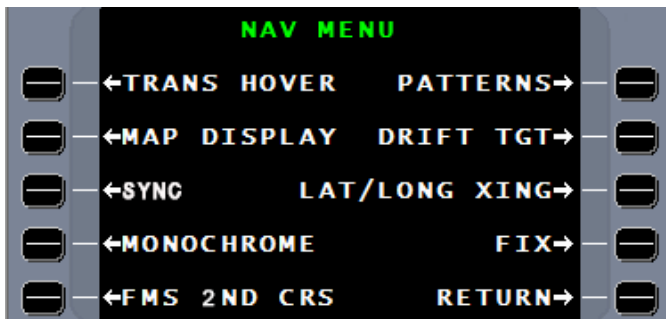 NAV MENU
←TRANS HOVER PATTERNS→
←MAP DISPLAY DRIFT TGT→
←SYNC LAT/LONG XING→
←MONOCHROME FIX→
←FMS 2ND CRS RETURN→